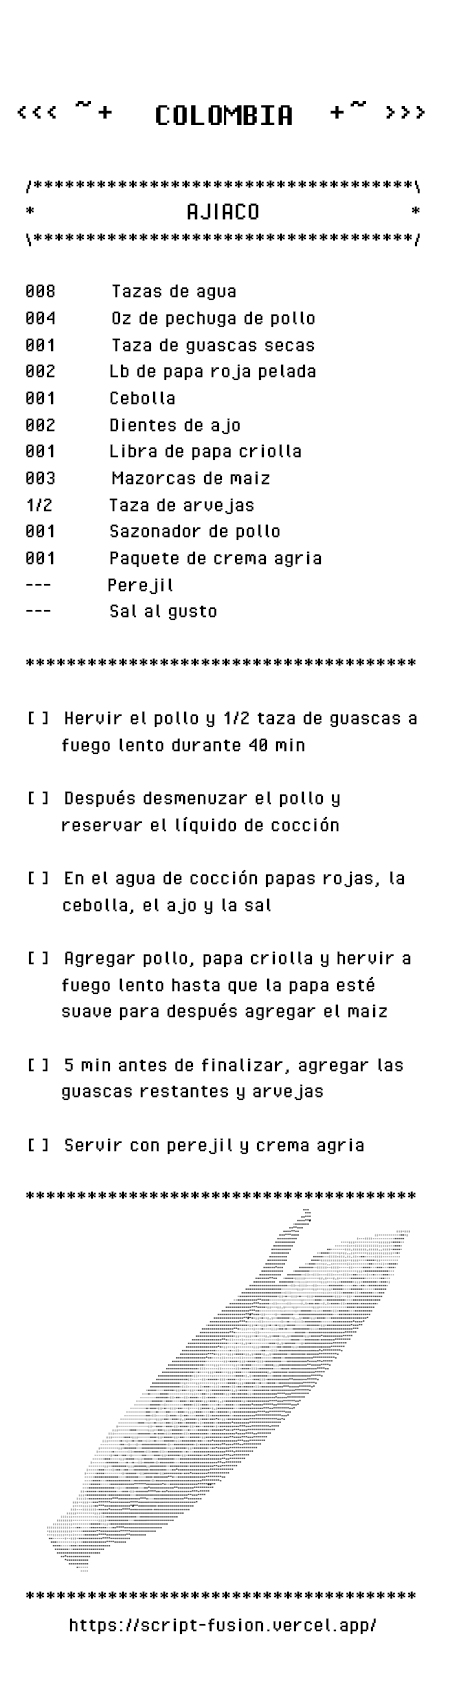 <<< ~+ COLOMBIA +~ >>>
/************************************\
* AJIACO *
\************************************/
008 Tazas de agua
004 Oz de pechuga de pollo
001 Taza de guascas secas
002 Lb de papa roja pelada
001 Cebolla
002 Dientes de ajo
001 Libra de papa criolla
003 Mazorcas de maiz
1/2 Taza de arvejas
001 Sazonador de pollo
001 Paquete de crema agria
--- Perejil
--- Sal al gusto
**************************************
[ ] Hervir el pollo y 1/2 taza de guascas a
fuego lento durante 40 min
[ ] Después desmenuzar el pollo y
reservar el líquido de cocción
[ ] En el agua de cocción papas rojas, la
cebolla, el ajo y la sal
[ ] Agregar pollo, papa criolla y hervir a
fuego lento hasta que la papa esté
suave para después agregar el maiz
[ ] 5 min antes de finalizar, agregar las
guascas restantes y arvejas
[ ] Servir con perejil y crema agria
**************************************
**************************************
https://script-fusion.vercel.app/